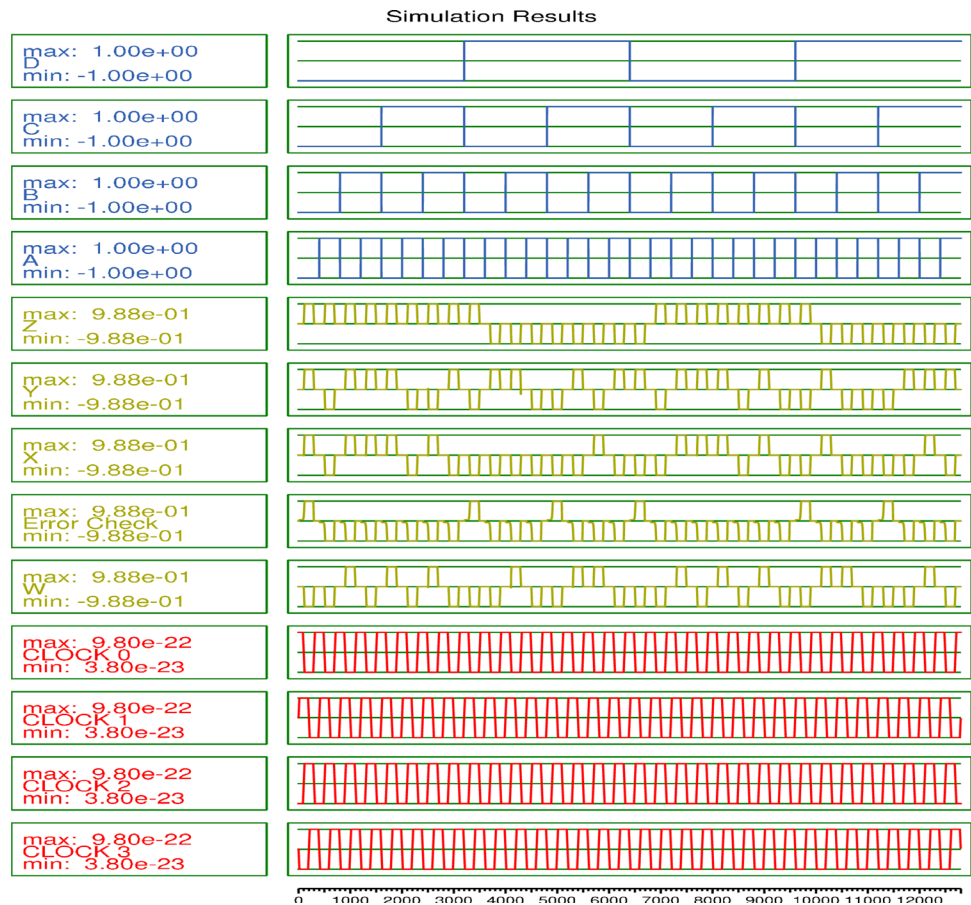 Simulation Results
max: 1.00e+00
D
min: -1.00e+00
max: 1.00e+00
C
min: -1.00e+00
max: 1.00e+00
B
min: -1.00e+00
max: 1.00e+00
A
min: -1.00e+00
max: 9.88e-01
Z
min: -9.88e-01
max: 9.88e-01
Y
min: -9.88e-01
max: 9.88e-01
X
min: -9.88e-01
max: 9.88e-01
Error Check
min: -9.88e-01
max: 9.88e-01
W
min: -9.88e-01
max: 9.80e-22
CLOCK 0
min: 3.80e-23
max: 9.80e-22
CLOCK 1
min: 3.80e-23
max: 9.80e-22
CLOCK 2
min: 3.80e-23
max: 9.80e-22
CLOCK 3
min: 3.80e-23
0 1000 2000 3000 4000 5000 6000 7000 8000 9000 10000 11000 12000